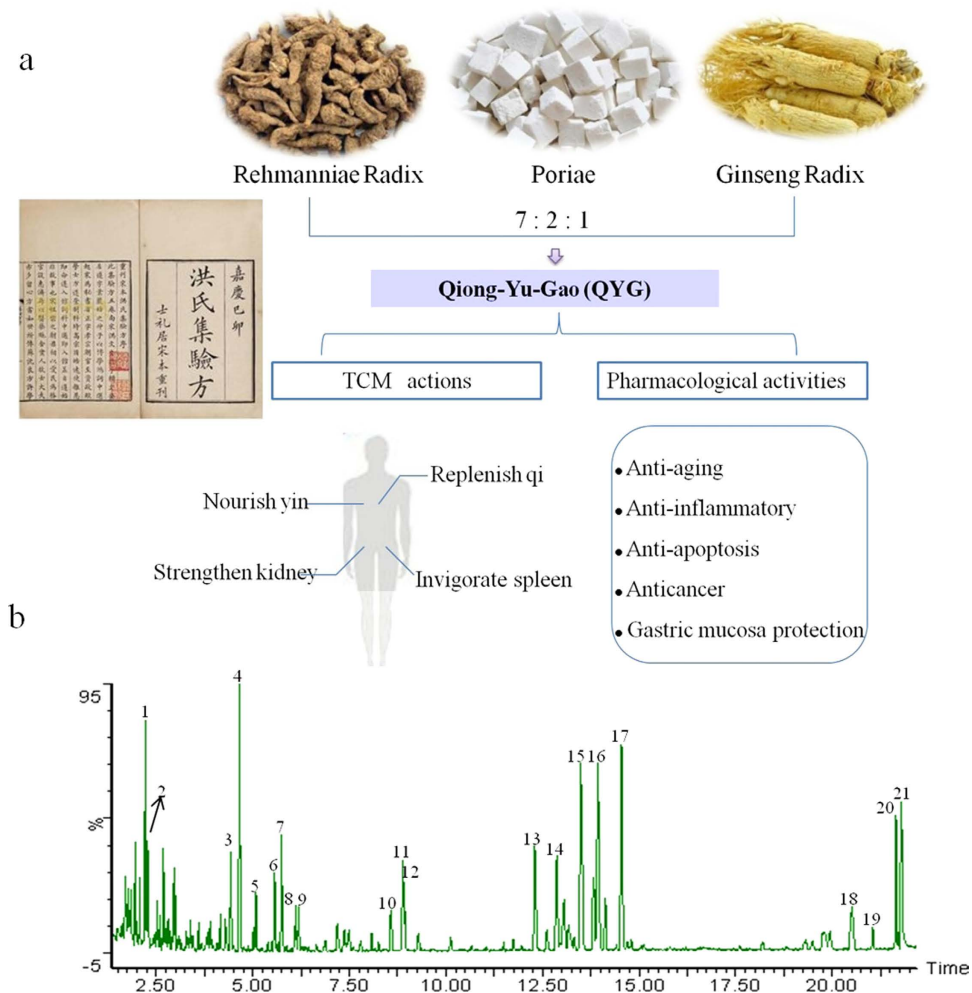 a
Rehmanniae Radix
Poriae
Ginseng Radix
7 : 2 : 1
嘉慶己卯
洪氏集驗方
士礼居宋本重刊
Qiong-Yu-Gao (QYG)
TCM actions
Pharmacological activities
Nourish yin
Replenish qi
Strengthen kidney
Invigorate spleen
• Anti-aging
• Anti-inflammatory
• Anti-apoptosis
• Anticancer
• Gastric mucosa protection
b
95
%
-5
1
2
3
4
5
6
7
8
9
10
11
12
13
14
15
16
17
18
19
20
21
2.50
5.00
7.50
10.00
12.50
15.00
17.50
20.00
Time